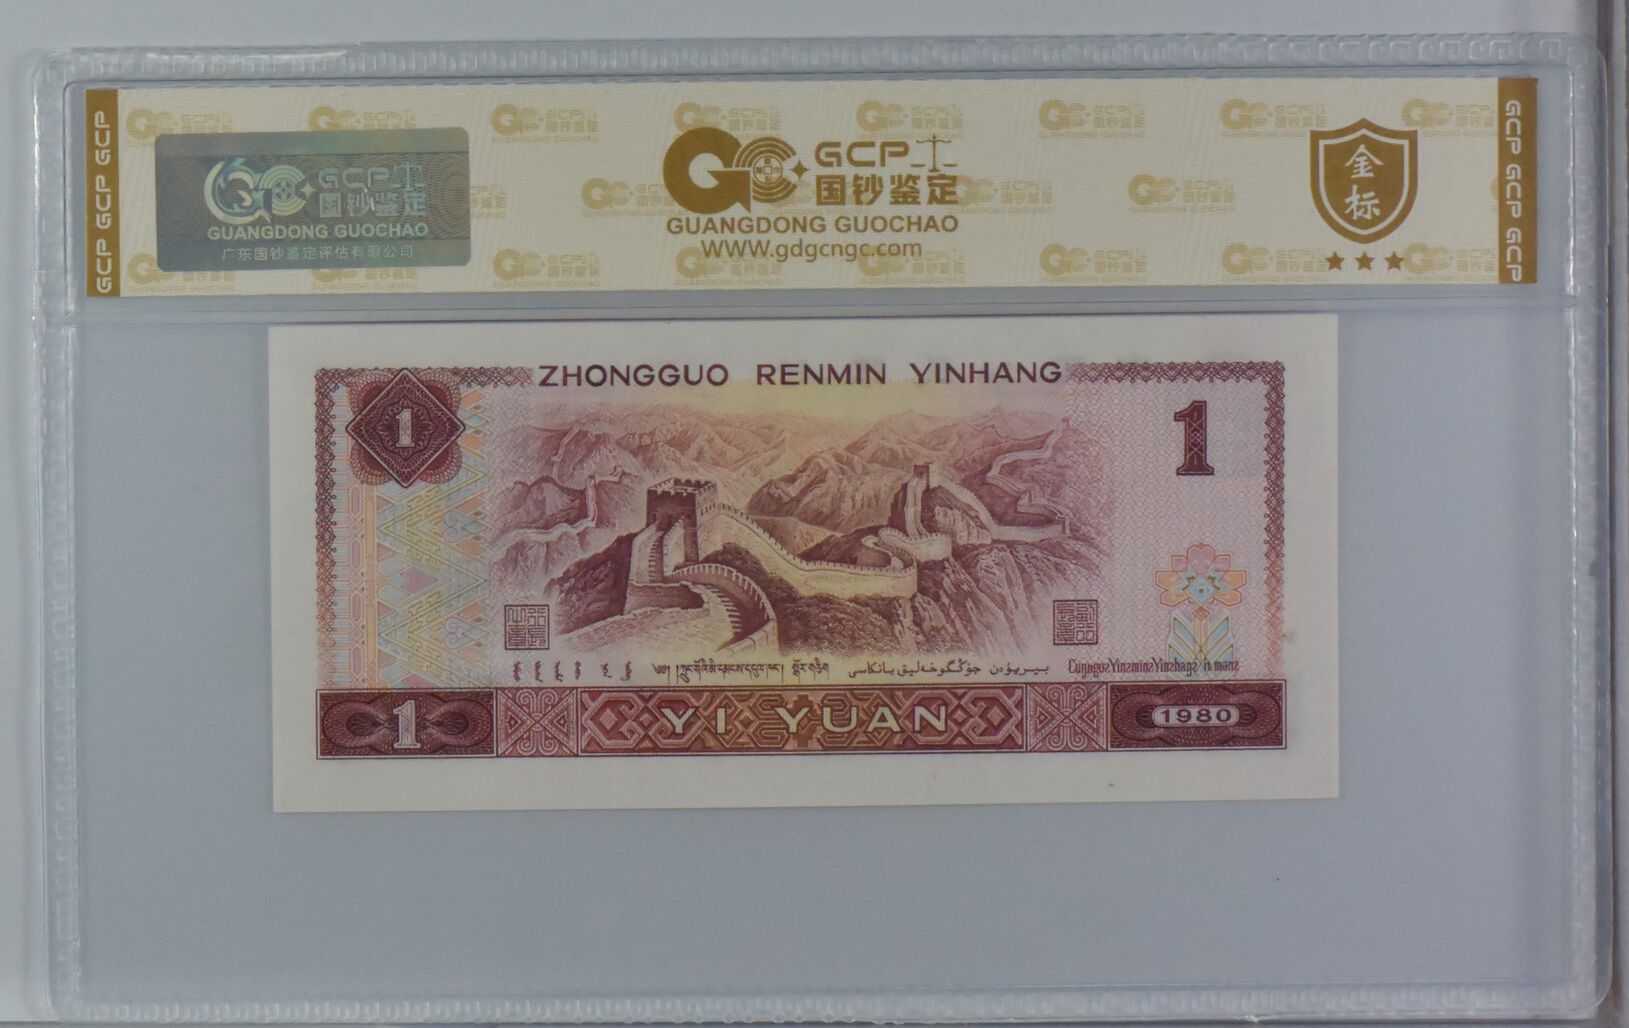 GCP GCP GCP
GCP 国钞鉴定
GUANGDONG GUOCHAO
广东国钞鉴定评估有限公司
GCP
国钞鉴定
GUANGDONG GUOCHAO
WWW.gdgcngc.com
金标
★★★
GCP GCP GCP
ZHONGGUO RENMIN YINHANG
1
1
1
YI YUAN
1980